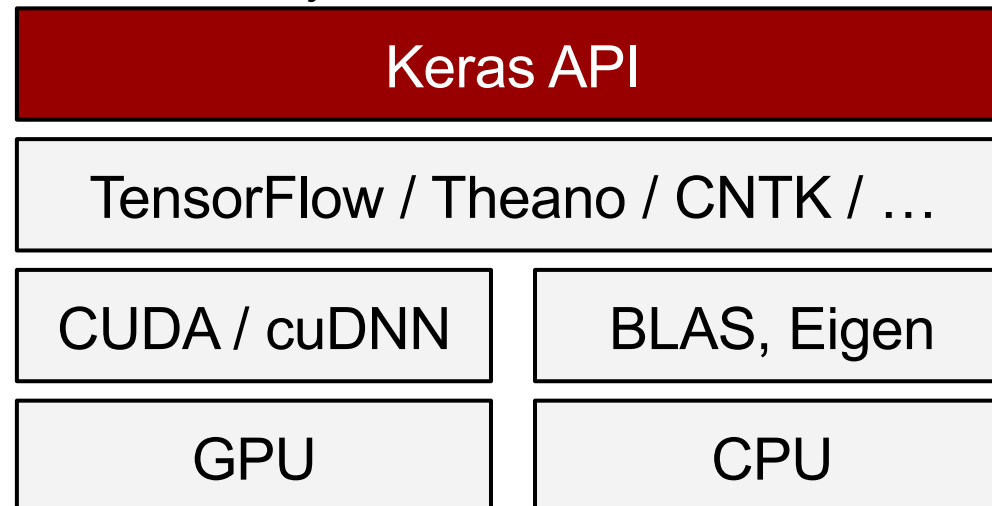 Keras API
TensorFlow / Theano / CNTK / …
CUDA / cuDNN
BLAS, Eigen
GPU
CPU